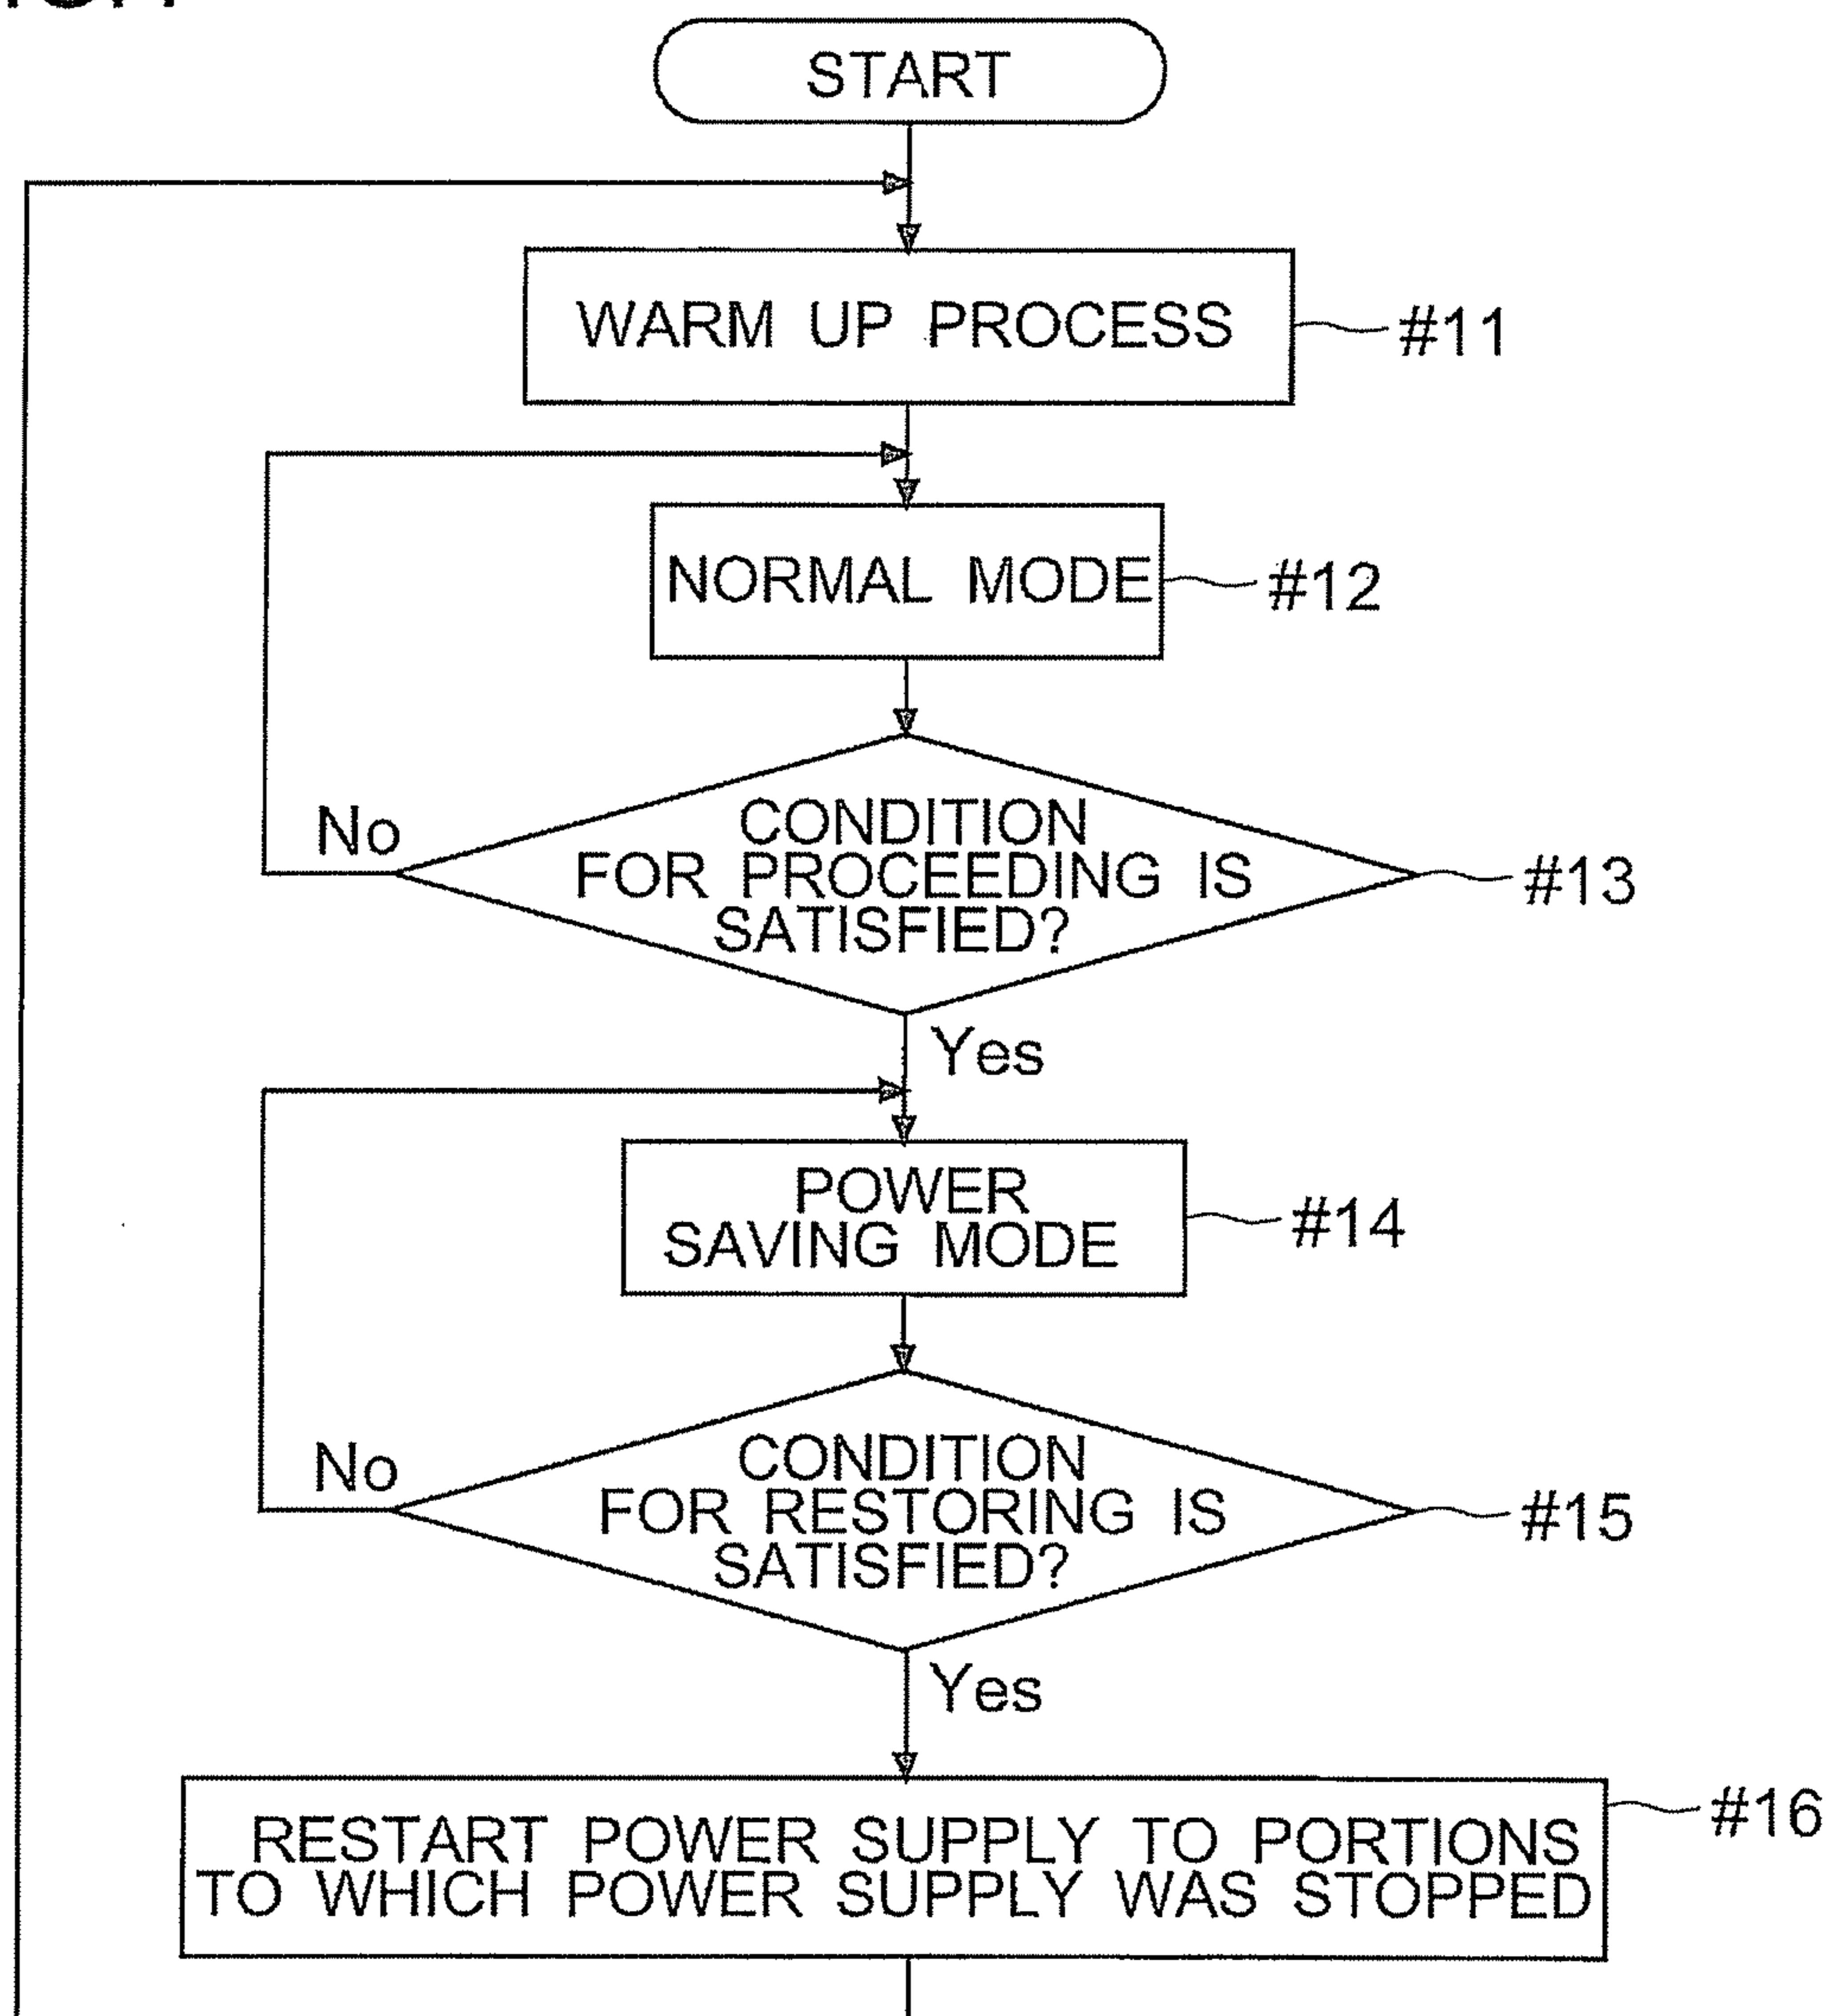 START
WARM UP PROCESS
#11
NORMAL MODE
#12
CONDITION
FOR PROCEEDING IS
SATISFIED?
#13
No
Yes
POWER
SAVING MODE
#14
CONDITION
FOR RESTORING IS
SATISFIED?
#15
No
Yes
RESTART POWER SUPPLY TO PORTIONS
TO WHICH POWER SUPPLY WAS STOPPED
#16